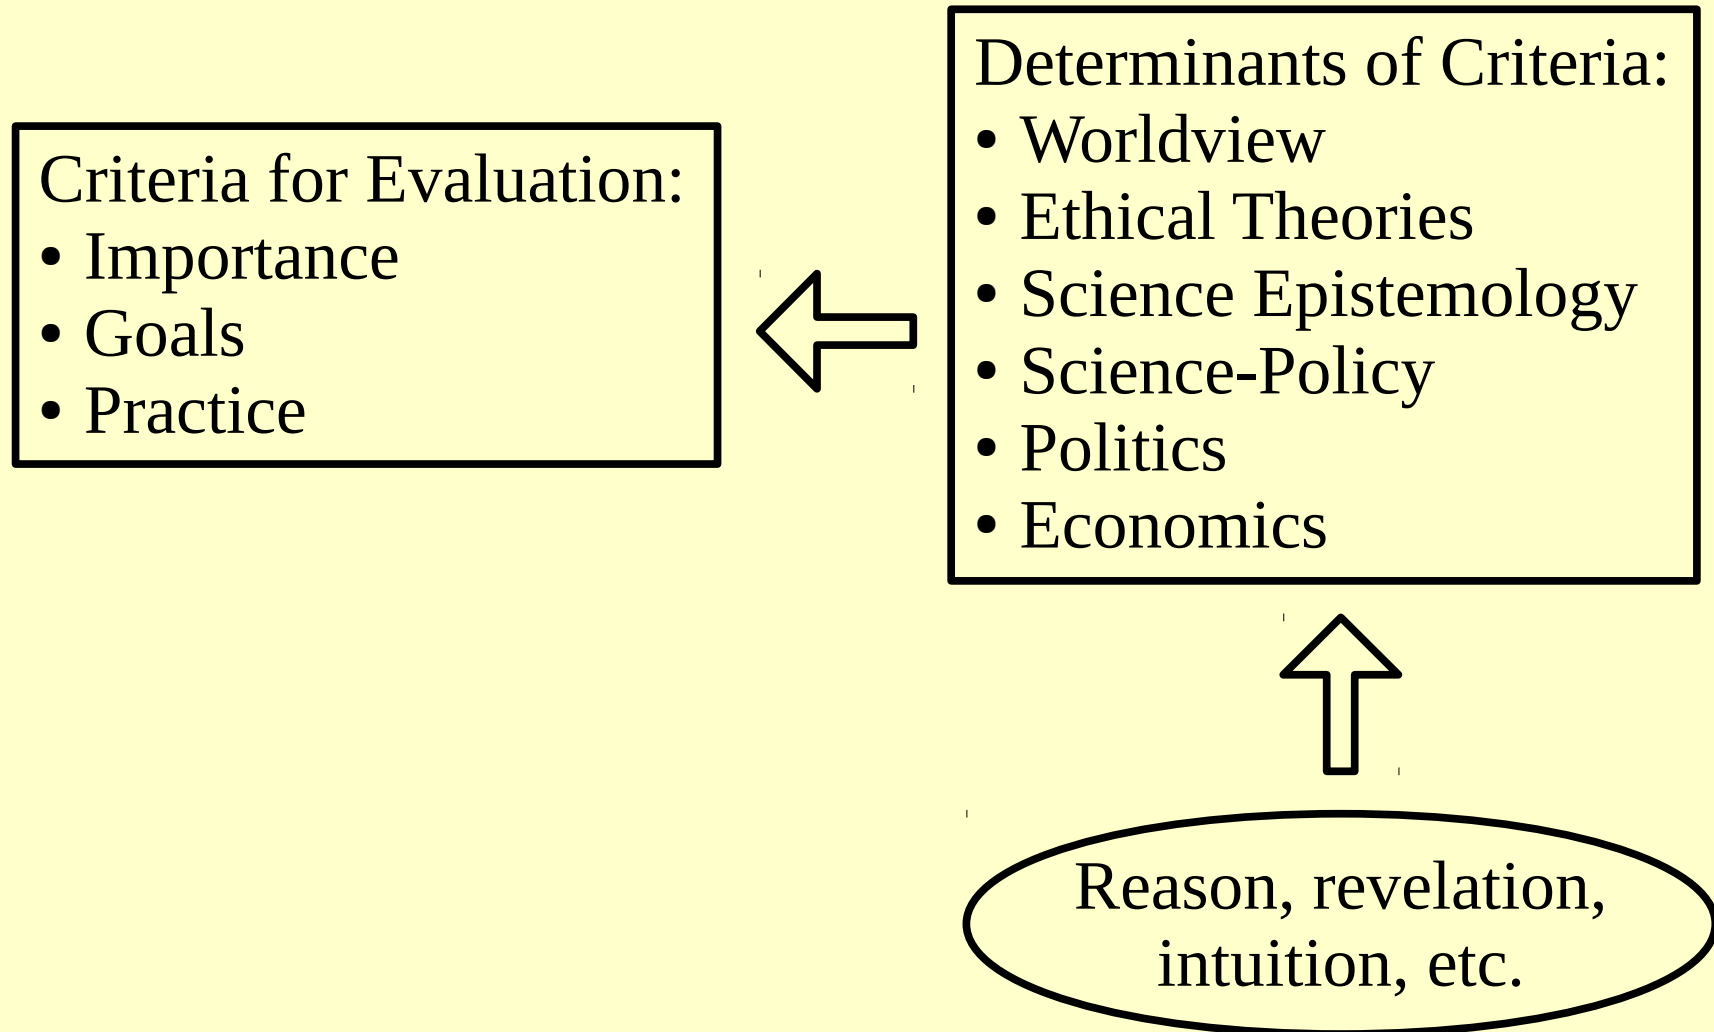 Criteria for Evaluation:
• Importance
• Goals
• Practice
Determinants of Criteria:
• Worldview
• Ethical Theories
• Science Epistemology
• Science-Policy
• Politics
• Economics
Reason, revelation,
intuition, etc.